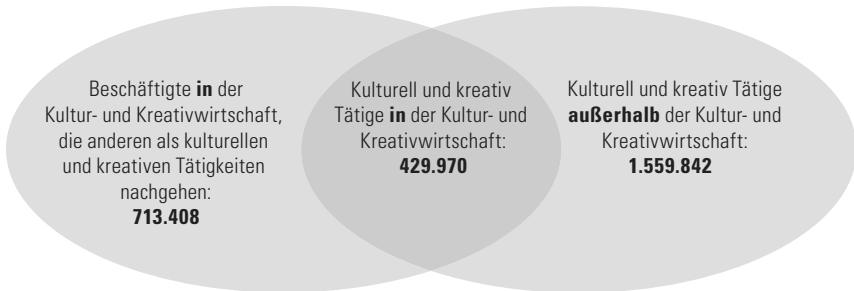 Beschäftigte in der
Kultur- und Kreativwirtschaft,
die anderen als kulturellen
und kreativen Tätigkeiten
nachgehen:
713.408
Kulturell und kreativ
Tätige in der Kultur- und
Kreativwirtschaft:
429.970
Kulturell und kreativ Tätige
außerhalb der Kultur- und
Kreativwirtschaft:
1.559.842